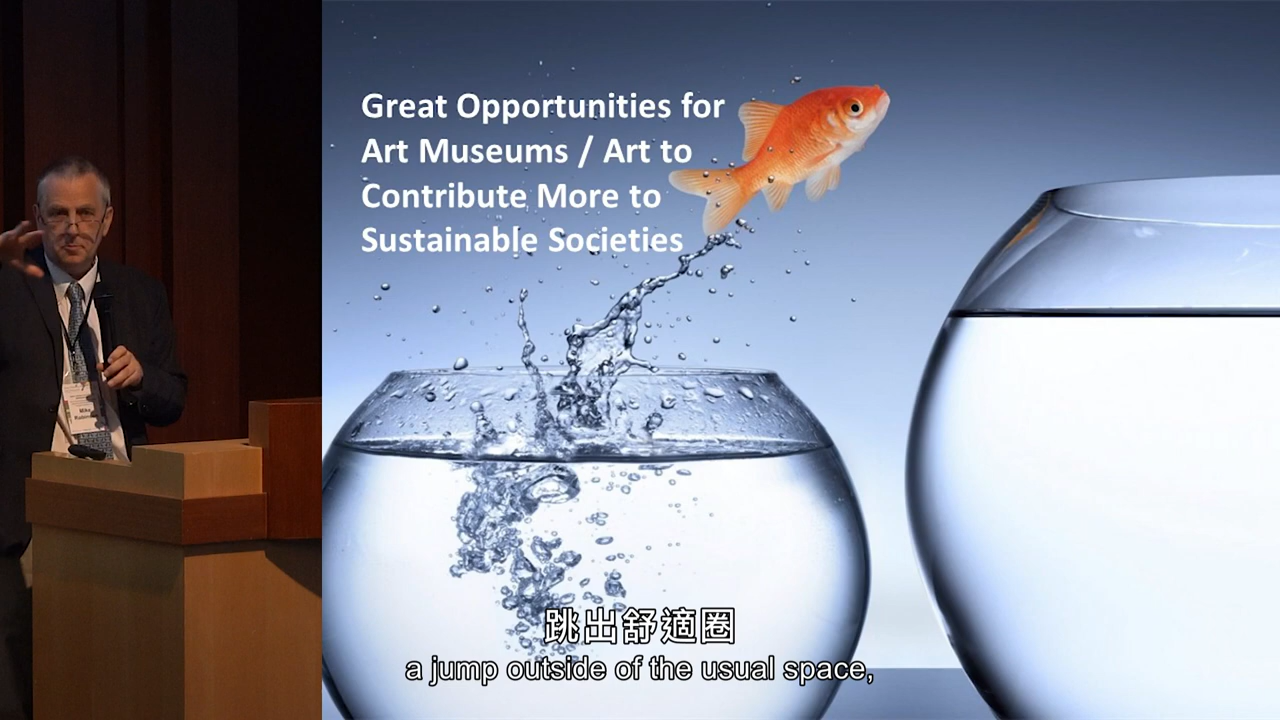 Great Opportunities for
Art Museums / Art to
Contribute More to
Sustainable Societies
跳出舒適圈
a jump outside of the usual space,
Mike